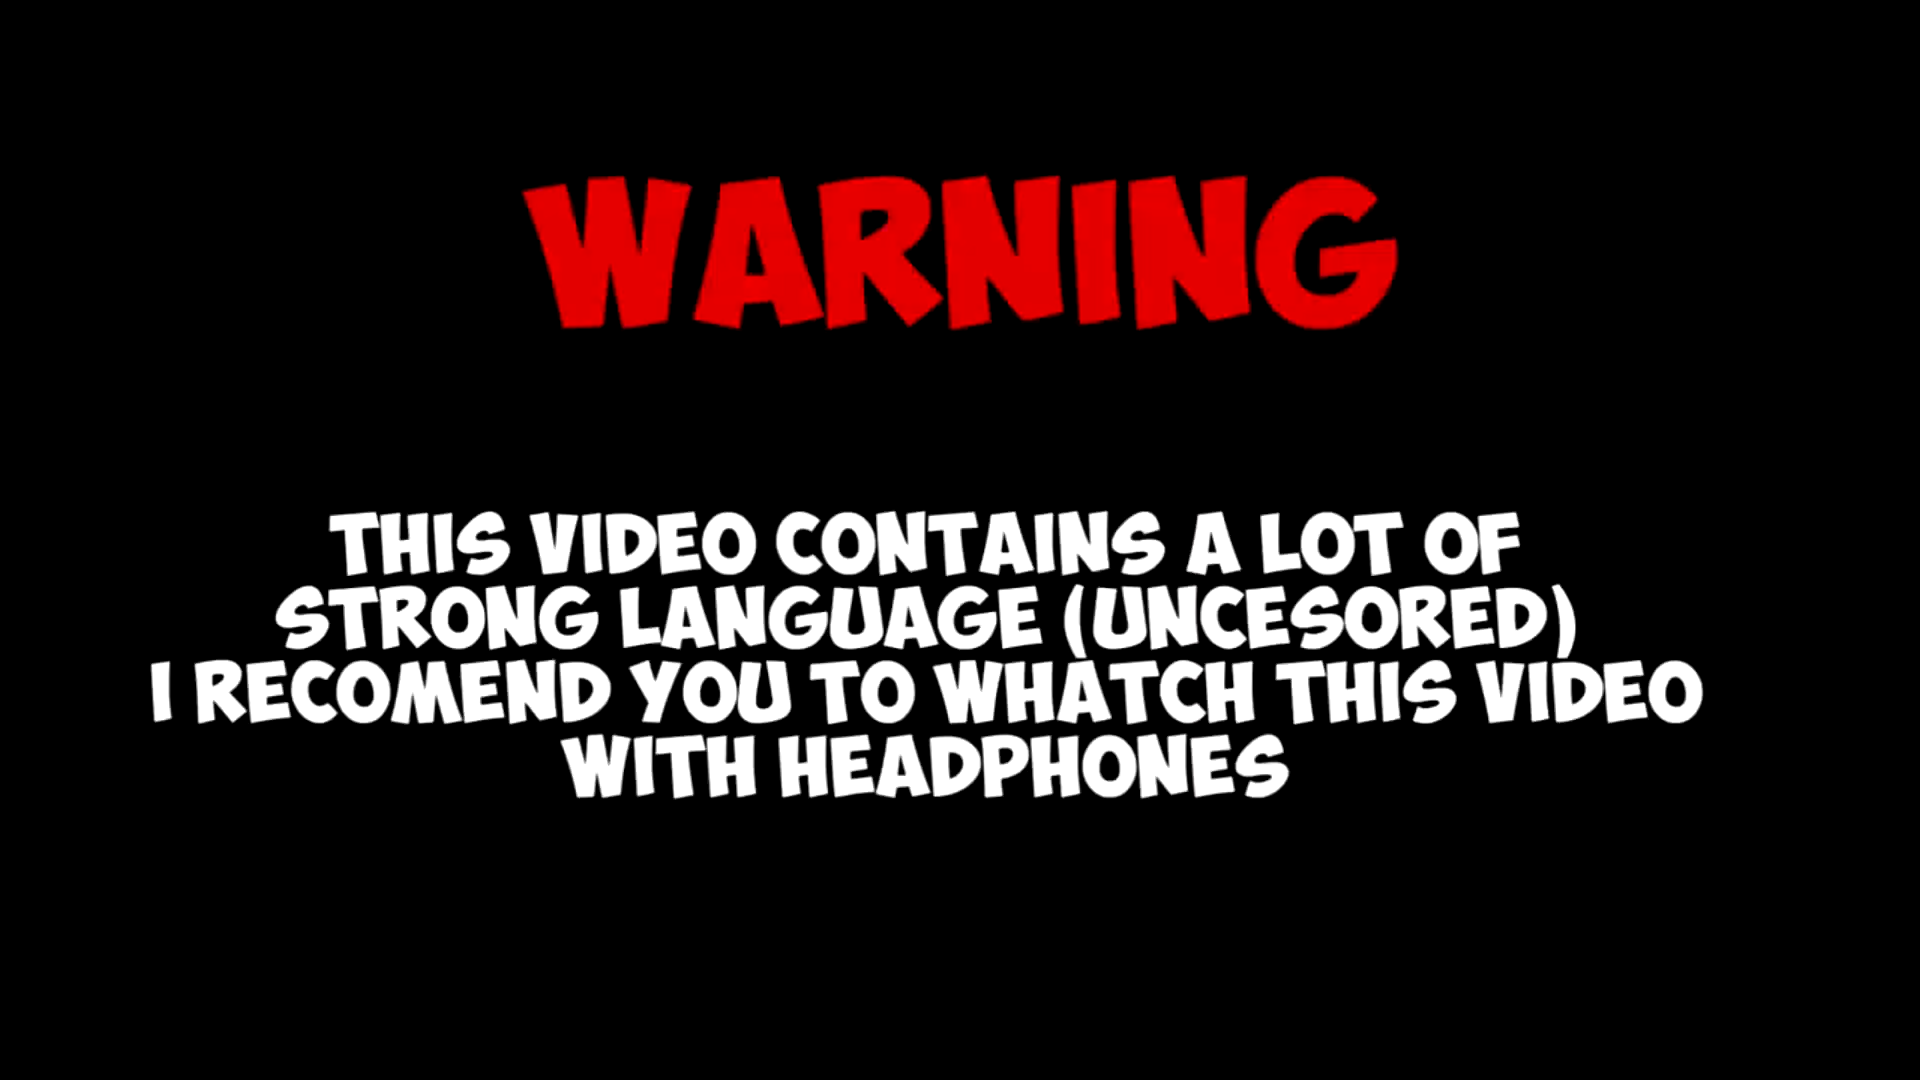 WARNING
THIS VIDEO CONTAINS A LOT OF
STRONG LANGUAGE (UNCESORED)
I RECOMEND YOU TO WHATCH THIS VIDEO
WITH HEADPHONES